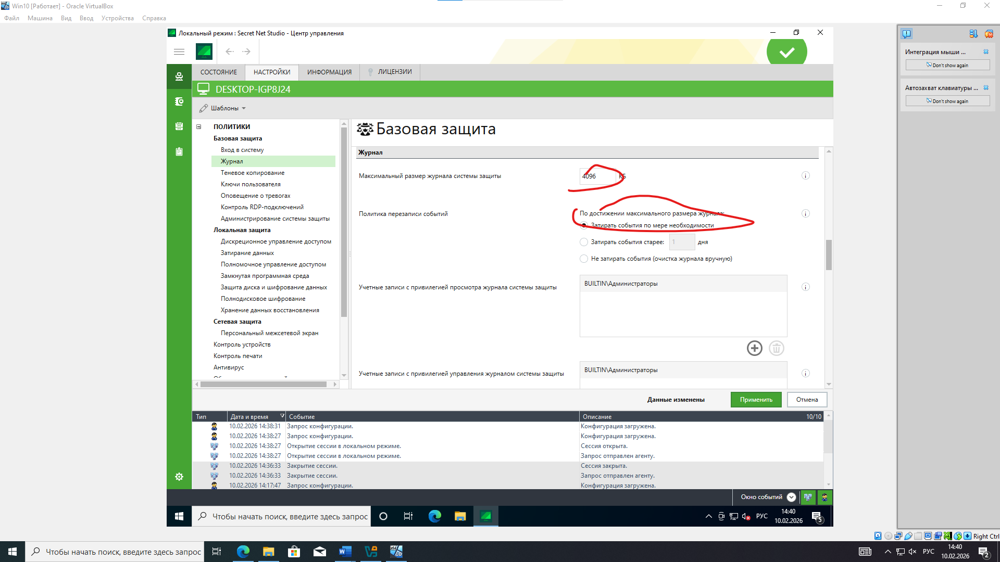 Win10 [Работает] - Oracle VirtualBox
Файл Машина Вид Ввод Устройства Справка
Локальный режим : Secret Net Studio - Центр управления
СОСТОЯНИЕ НАСТРОЙКИ ИНФОРМАЦИЯ ЛИЦЕНЗИИ
DESKTOP-IGP8J24
Шаблоны
ПОЛИТИКИ
Базовая защита
Вход в систему
Журнал
Теневое копирование
Ключи пользователя
Оповещение о тревогах
Контроль RDP-подключений
Администрирование системы защиты
Локальная защита
Дискреционное управление доступом
Затирание данных
Полномочное управление доступом
Замкнутая программная среда
Защита диска и шифрование данных
Полнодисковое шифрование
Хранение данных восстановления
Сетевая защита
Персональный межсетевой экран
Контроль устройств
Контроль печати
Антивирус
Базовая защита
Журнал
Максимальный размер журнала системы защиты 4096 КБ
Политика перезаписи событий По достижении максимального размера журнала:
Затирать события по мере необходимости
Затирать события старее: 1 дня
Не затирать события (очистка журнала вручную)
Учетные записи с привилегией просмотра журнала системы защиты BUILTIN\Администраторы
Учетные записи с привилегией управления журналом системы защиты BUILTIN\Администраторы
Данные изменены Применить Отмена
Тип Дата и время Событие Описание 10/10
10.02.2026 14:38:31 Запрос конфигурации. Конфигурация загружена.
10.02.2026 14:38:27 Запрос конфигурации. Конфигурация загружена.
10.02.2026 14:38:27 Открытие сессии в локальном режиме. Сессия открыта.
10.02.2026 14:38:27 Открытие сессии в локальном режиме. Запрос отправлен агенту.
10.02.2026 14:36:33 Закрытие сессии. Сессия закрыта.
10.02.2026 14:36:33 Закрытие сессии. Запрос отправлен агенту.
10.02.2026 14:17:47 Запрос конфигурации. Конфигурация загружена.
Окно событий
Чтобы начать поиск, введите здесь запрос
РУС
14:40
10.02.2026
5
Интеграция мыши ...
Don't show again
Автозахват клавиатуры ...
Don't show again
Right Ctrl
Чтобы начать поиск, введите здесь запрос
РУС
14:40
10.02.2026
2